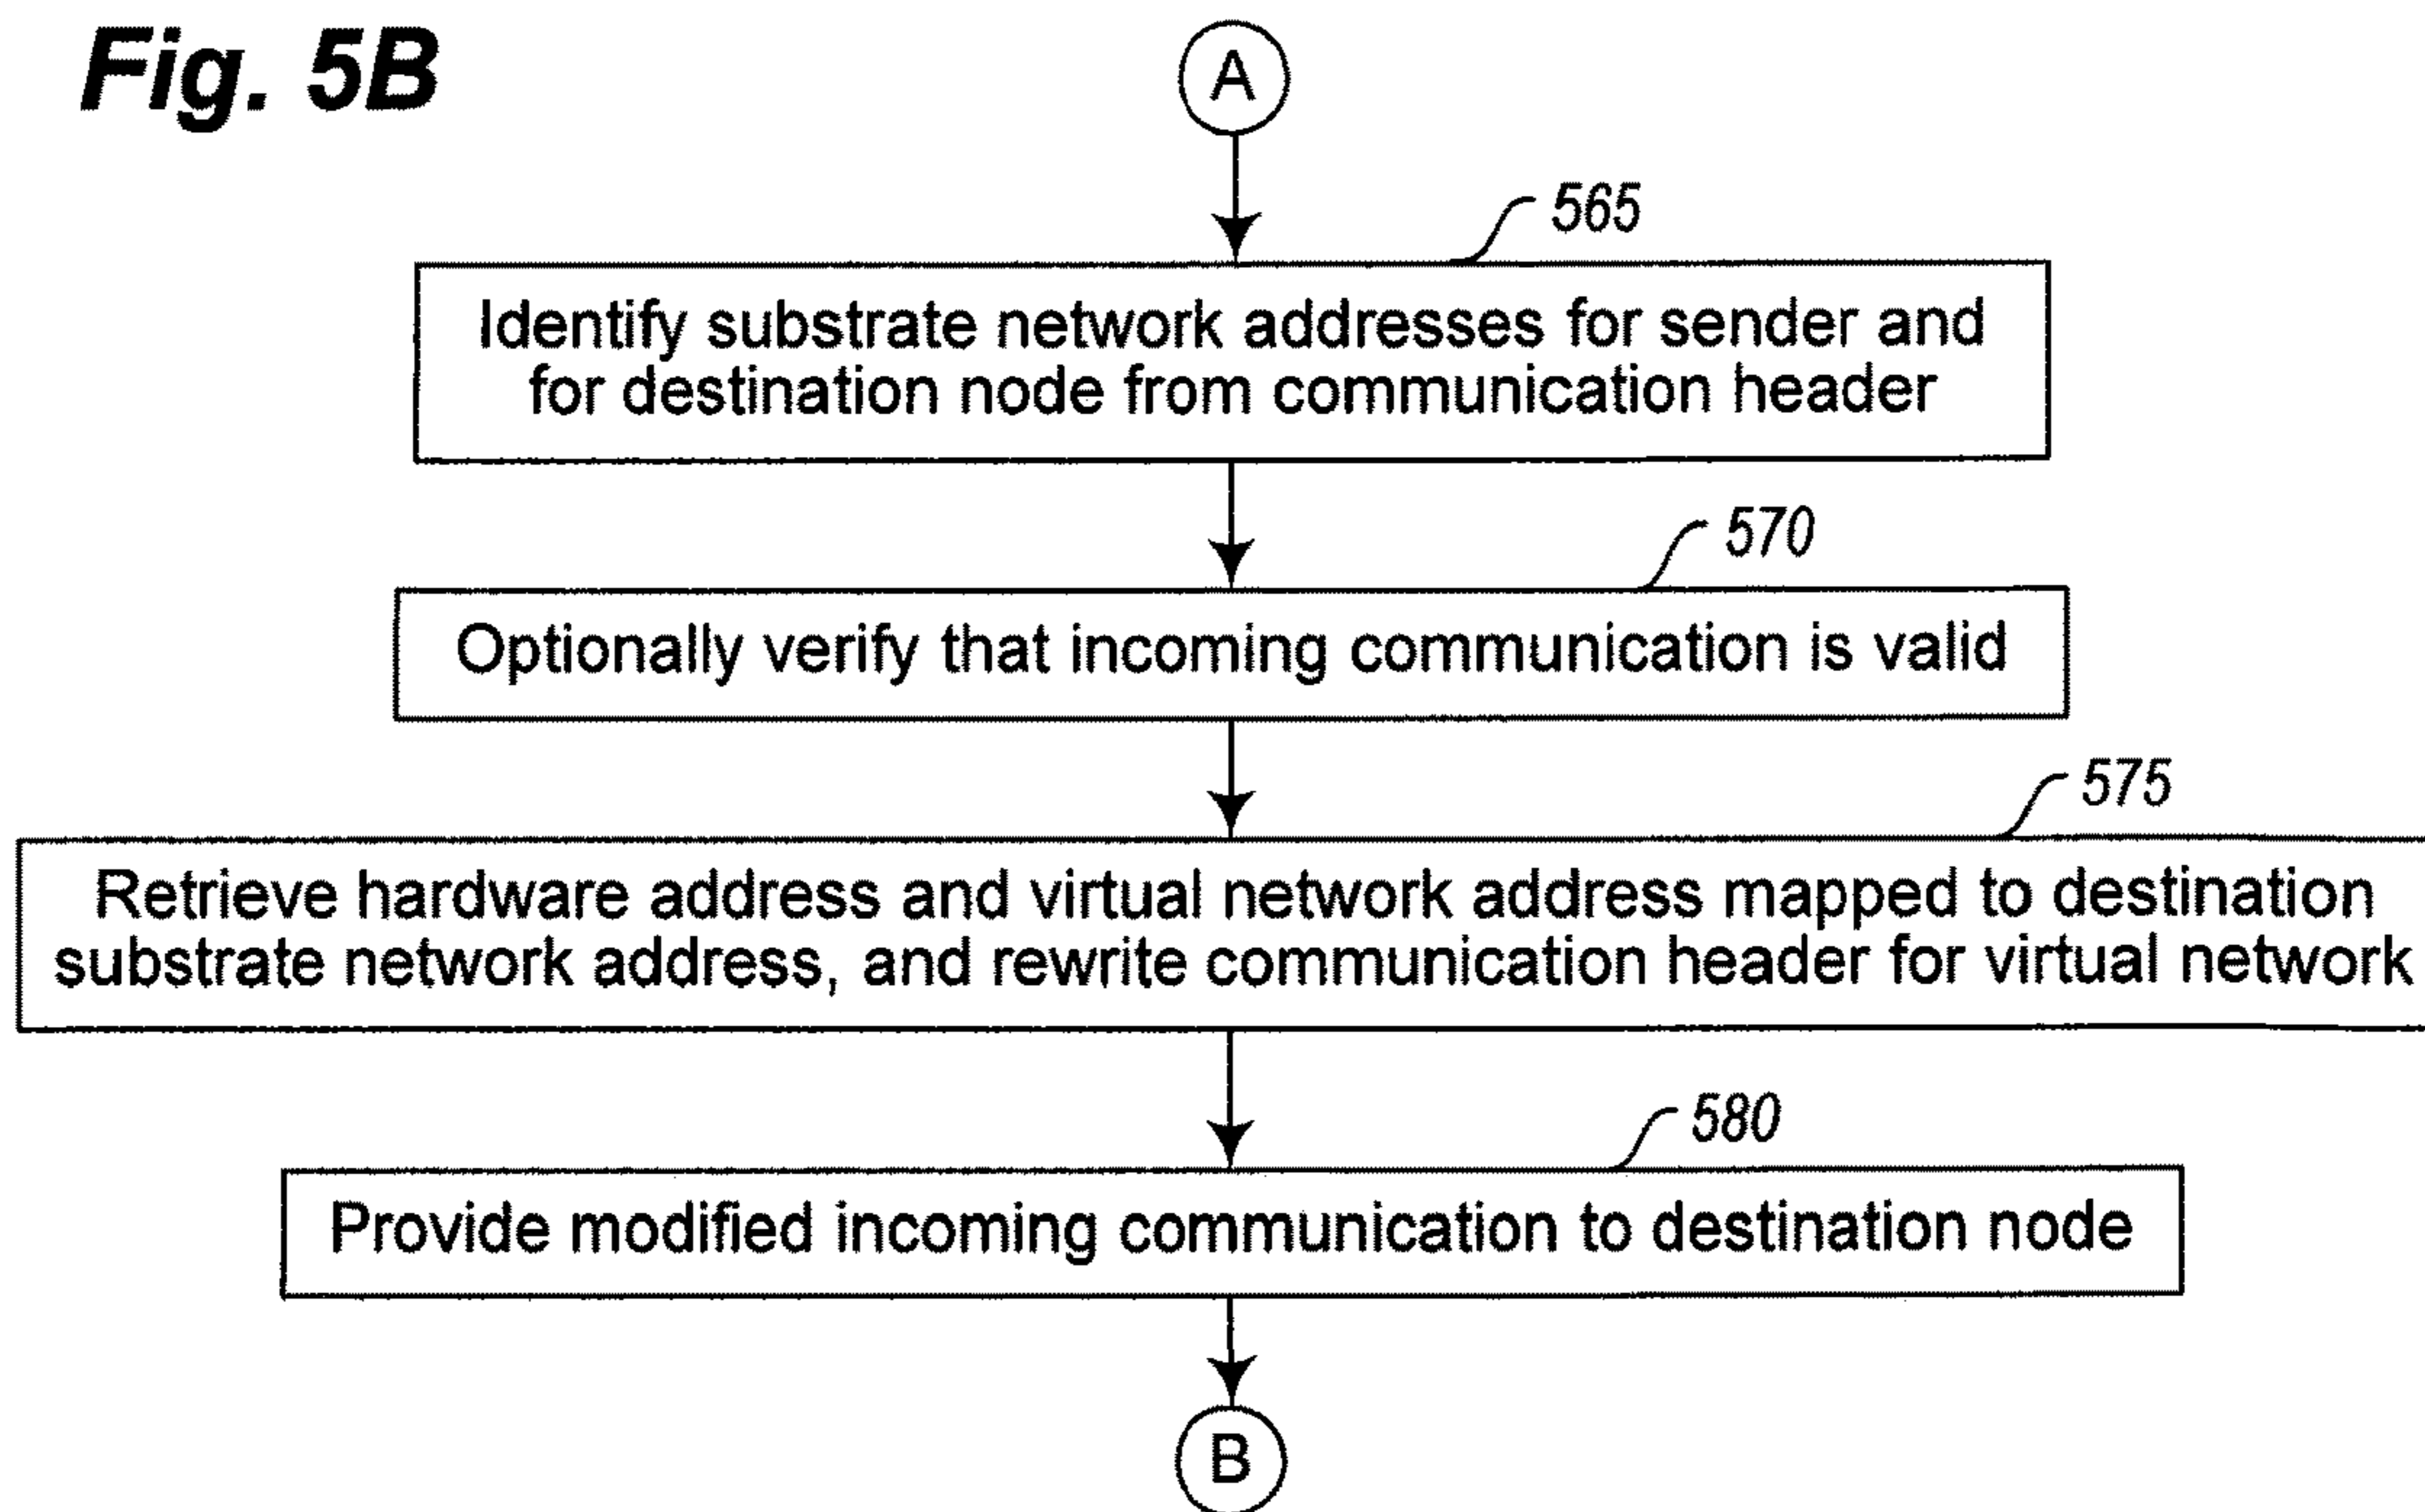 Fig. 5B
A
565
Identify substrate network addresses for sender and
for destination node from communication header
570
Optionally verify that incoming communication is valid
575
Retrieve hardware address and virtual network address mapped to destination
substrate network address, and rewrite communication header for virtual network
580
Provide modified incoming communication to destination node
B